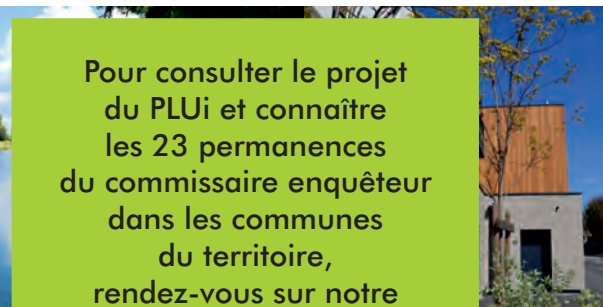 Pour consulter le projet
du PLUi et connaître
les 23 permanences
du commissaire enquêteur
dans les communes
du territoire,
rendez-vous sur notre